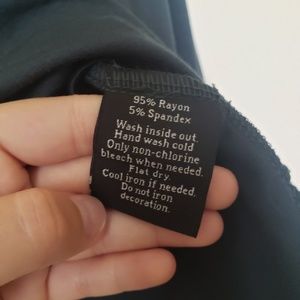 95% Rayon
5% Spandex
Wash inside out.
Hand wash cold
Only non-chlorine
bleach when needed.
Flat dry.
Cool iron if needed.
Do not iron
decoration.